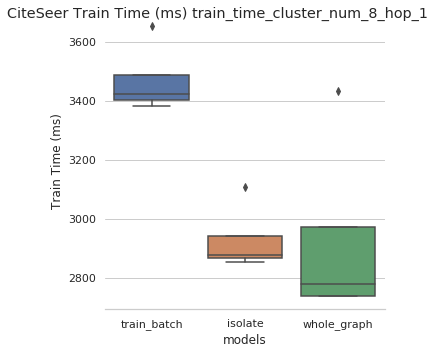 CiteSeer Train Time (ms) train_time_cluster_num_8_hop_1
3600
3400
3200
3000
2800
Train Time (ms)
train_batch
isolate
whole_graph
models